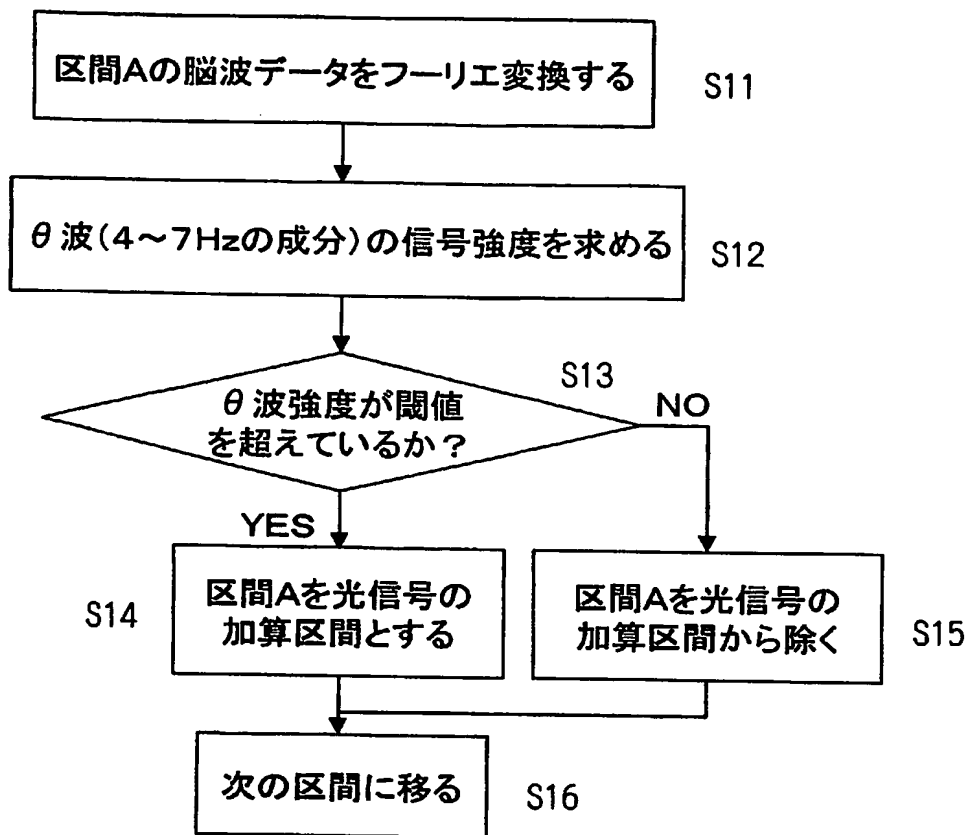 区間Aの脳波データをフーリエ変換する
S11
θ波(4～7Hzの成分)の信号強度を求める
S12
S13
θ波強度が閾値
を超えているか？
NO
YES
区間Aを光信号の
加算区間とする
S14
区間Aを光信号の
加算区間から除く
S15
次の区間に移る
S16